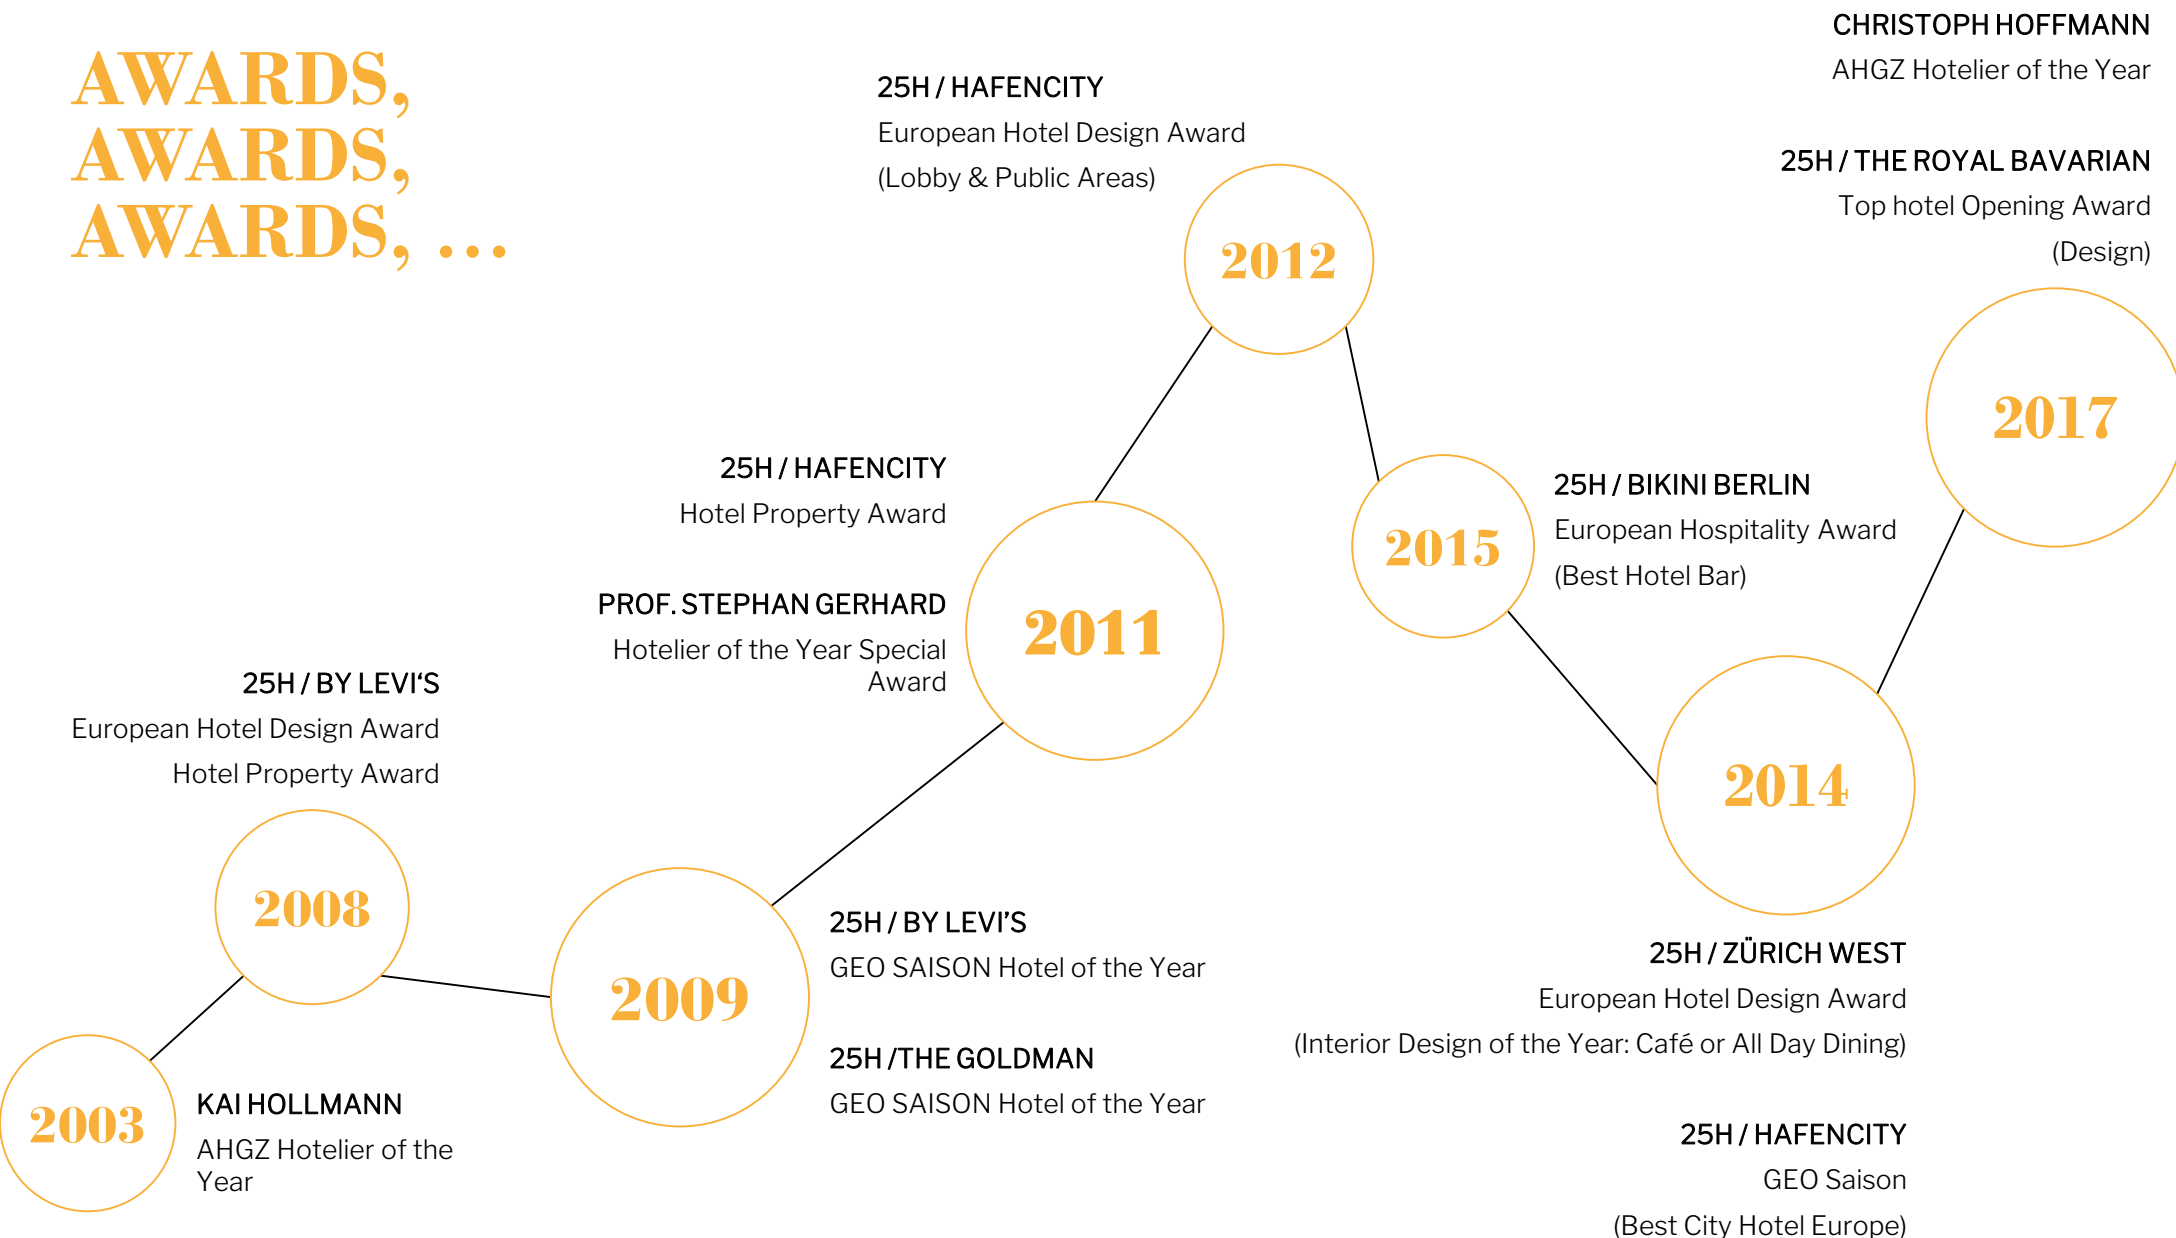 AWARDS,
AWARDS,
AWARDS, ...
2003
KAI HOLLMANN
AHGZ Hotelier of the
Year
25H / BY LEVI‘S
European Hotel Design Award
Hotel Property Award
2008
2009
25H / BY LEVI’S
GEO SAISON Hotel of the Year
25H /THE GOLDMAN
GEO SAISON Hotel of the Year
25H / HAFENCITY
Hotel Property Award
PROF. STEPHAN GERHARD
Hotelier of the Year Special
Award
2011
25H / HAFENCITY
European Hotel Design Award
(Lobby & Public Areas)
2012
2015
25H / BIKINI BERLIN
European Hospitality Award
(Best Hotel Bar)
2014
25H / ZÜRICH WEST
European Hotel Design Award
(Interior Design of the Year: Café or All Day Dining)
25H / HAFENCITY
GEO Saison
(Best City Hotel Europe)
CHRISTOPH HOFFMANN
AHGZ Hotelier of the Year
25H / THE ROYAL BAVARIAN
Top hotel Opening Award
(Design)
2017